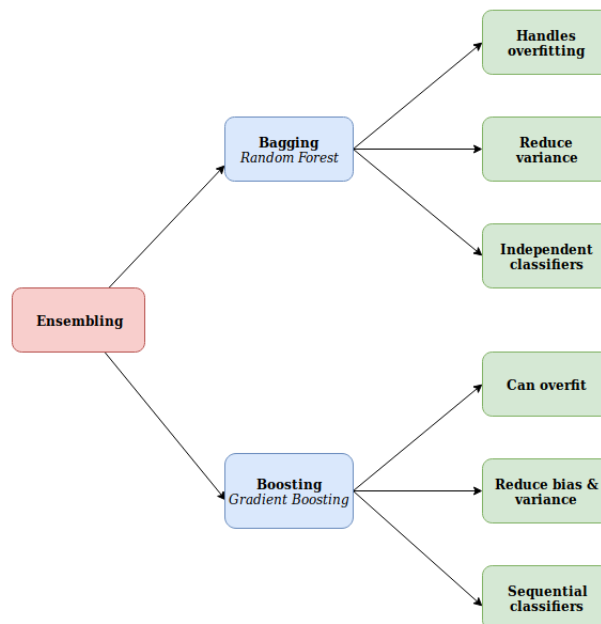 Handles
overfitting
Bagging
Random Forest
Reduce
variance
Independent
classifiers
Ensembling
Can overfit
Boosting
Gradient Boosting
Reduce bias &
variance
Sequential
classifiers